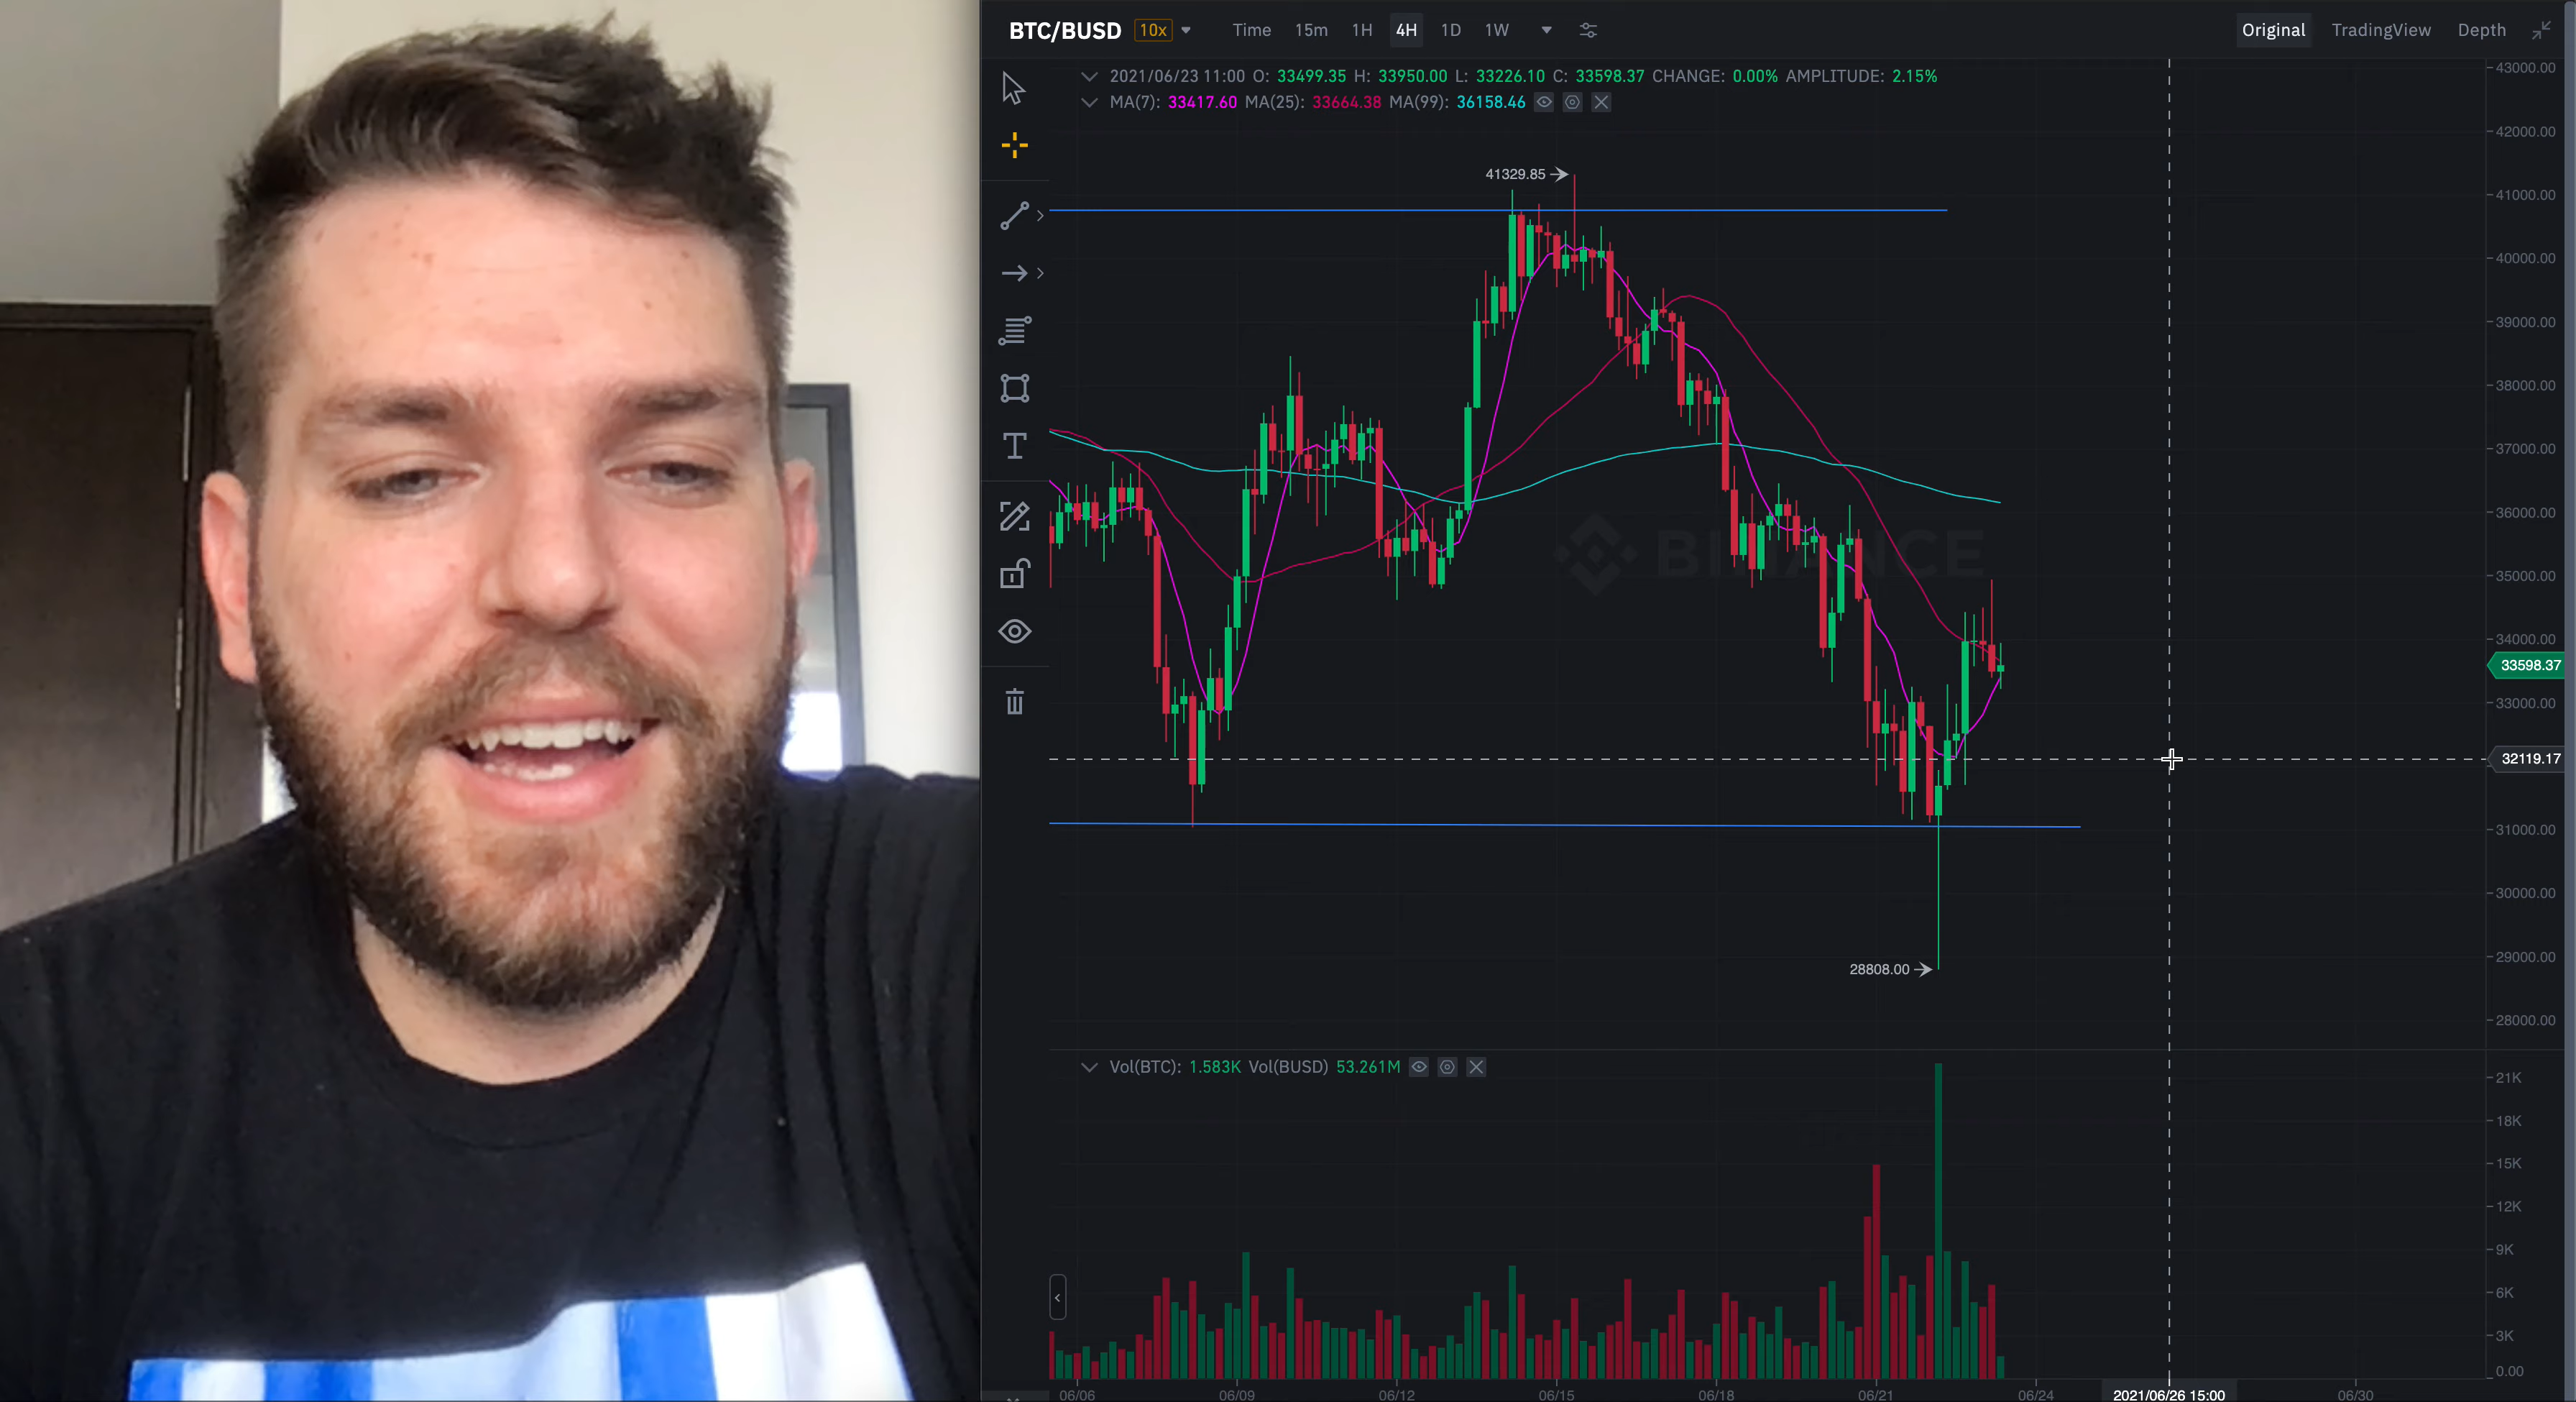 BTC/BUSD 10x Time 15m 1H 4H 1D 1W Original TradingView Depth
2021/06/23 11:00 O: 33499.35 H: 33950.00 L: 33226.10 C: 33598.37 CHANGE: 0.00% AMPLITUDE: 2.15%
MA(7): 33417.60 MA(25): 33664.38 MA(99): 36158.46
43000.00
42000.00
41329.85
41000.00
40000.00
39000.00
38000.00
37000.00
36000.00
BINANCE
35000.00
34000.00
33598.37
33000.00
32119.17
31000.00
30000.00
29000.00
28808.00
28000.00
Vol(BTC): 1.583K Vol(BUSD) 53.261M
21K
18K
15K
12K
9K
6K
3K
0.00
06/06 06/09 06/12 06/15 06/18 06/21 06/24 2021/06/26 15:00 06/30